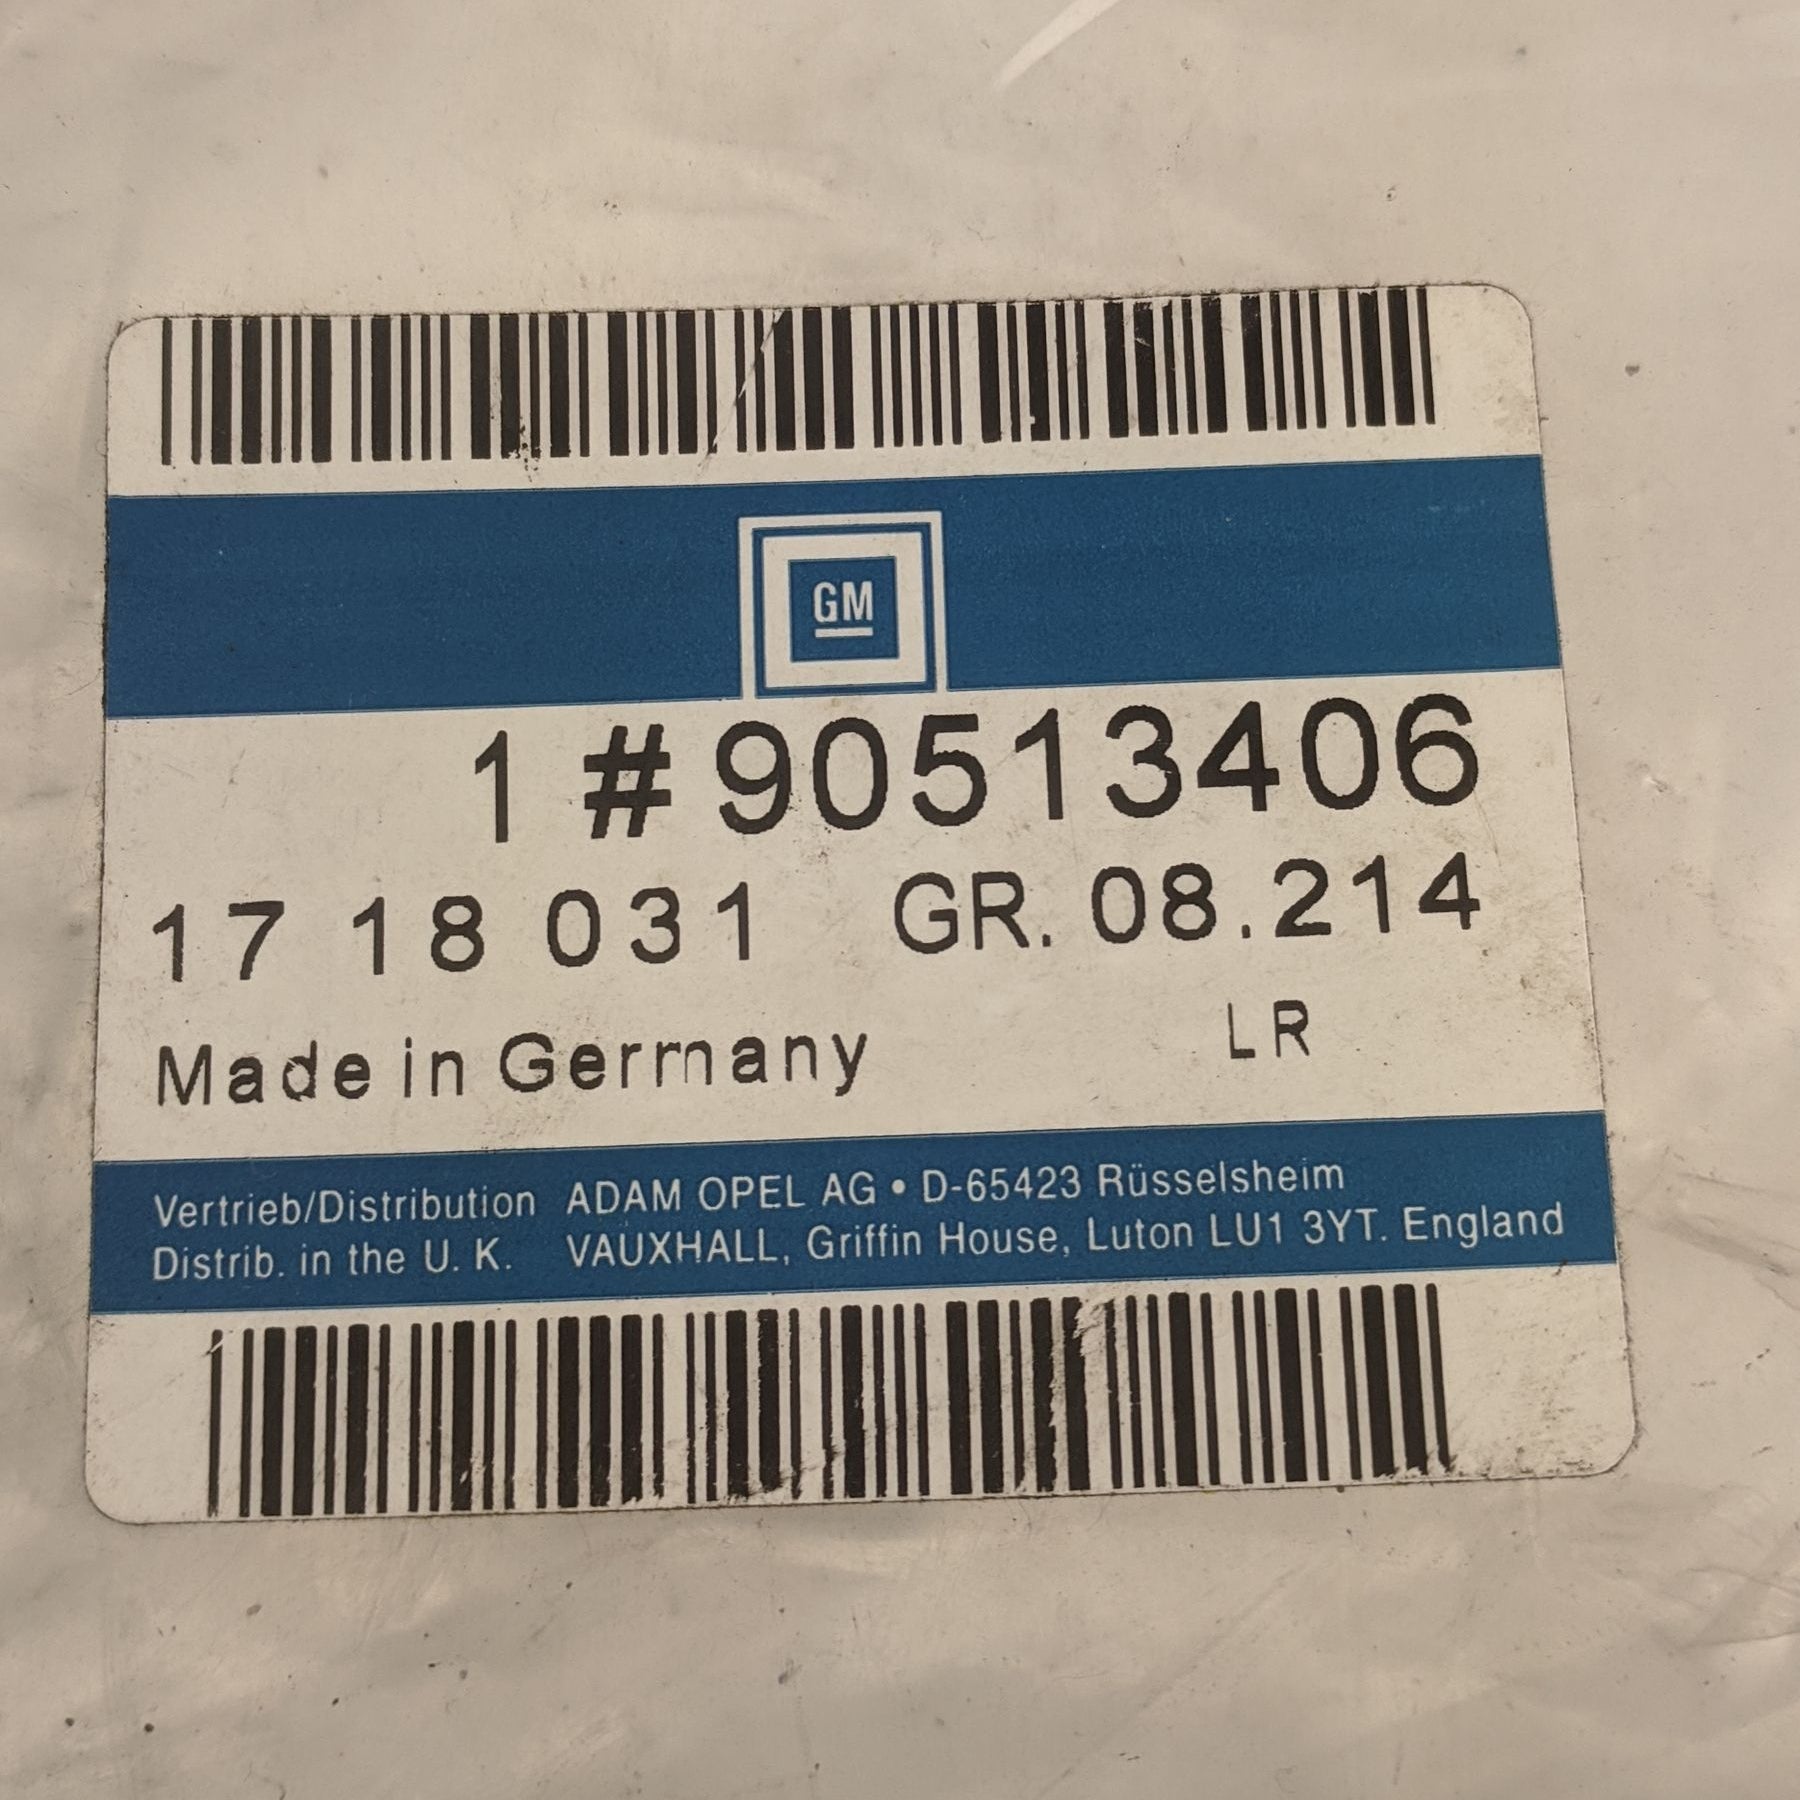 GM
1 #90513406
17 18 031 GR. 08.214
Made in Germany LR
Vertrieb/Distribution ADAM OPEL AG • D-65423 Rüsselsheim
Distrib. in the U. K. VAUXHALL, Griffin House, Luton LU1 3YT. England